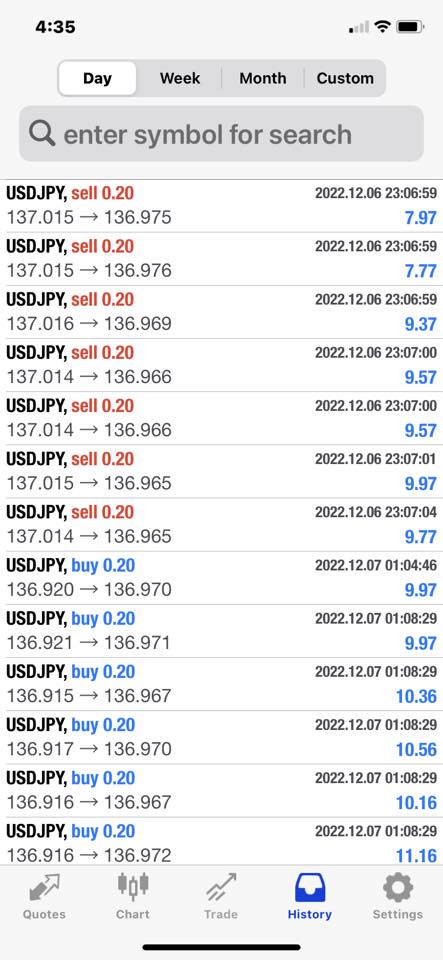 4:35
Day Week Month Custom
enter symbol for search
USDJPY, sell 0.20 2022.12.06 23:06:59
137.015 → 136.975 7.97
USDJPY, sell 0.20 2022.12.06 23:06:59
137.015 → 136.976 7.77
USDJPY, sell 0.20 2022.12.06 23:06:59
137.016 → 136.969 9.37
USDJPY, sell 0.20 2022.12.06 23:07:00
137.014 → 136.966 9.57
USDJPY, sell 0.20 2022.12.06 23:07:00
137.014 → 136.966 9.57
USDJPY, sell 0.20 2022.12.06 23:07:01
137.015 → 136.965 9.97
USDJPY, sell 0.20 2022.12.06 23:07:04
137.014 → 136.965 9.77
USDJPY, buy 0.20 2022.12.07 01:04:46
136.920 → 136.970 9.97
USDJPY, buy 0.20 2022.12.07 01:08:29
136.921 → 136.971 9.97
USDJPY, buy 0.20 2022.12.07 01:08:29
136.915 → 136.967 10.36
USDJPY, buy 0.20 2022.12.07 01:08:29
136.917 → 136.970 10.56
USDJPY, buy 0.20 2022.12.07 01:08:29
136.916 → 136.967 10.16
USDJPY, buy 0.20 2022.12.07 01:08:29
136.916 → 136.972 11.16
Quotes Chart Trade History Settings